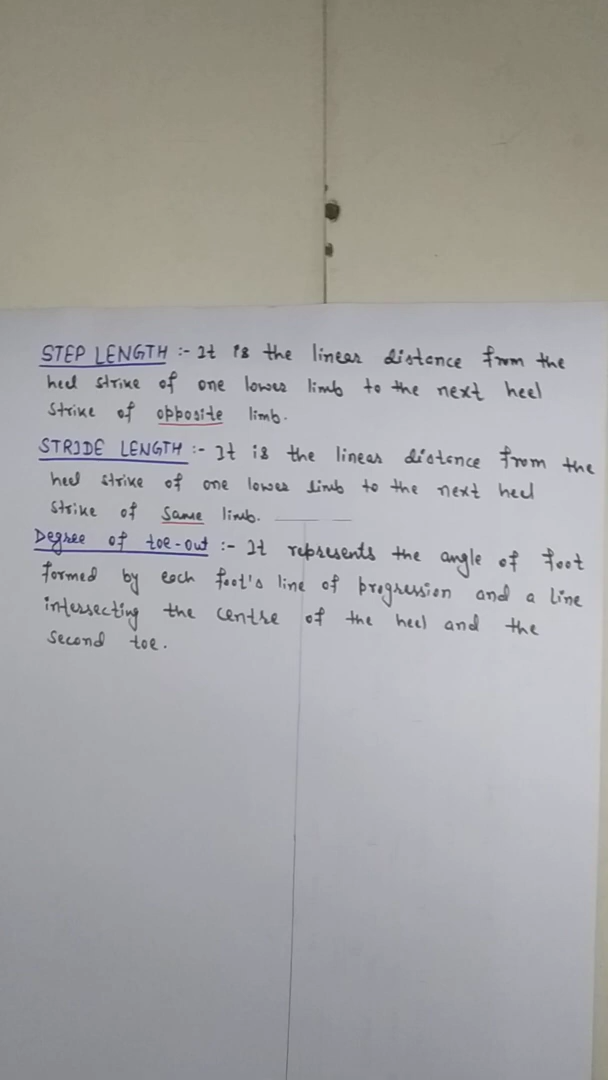 STEP LENGTH :- It is the linear distance from the
heel strike of one lower limb to the next heel
strike of opposite limb.
STRIDE LENGTH :- It is the linear distance from the
heel strike of one lower limb to the next heel
strike of same limb.
Degree of toe-out :- It represents the angle of foot
formed by each foot's line of progression and a line
intersecting the centre of the heel and the
second toe.